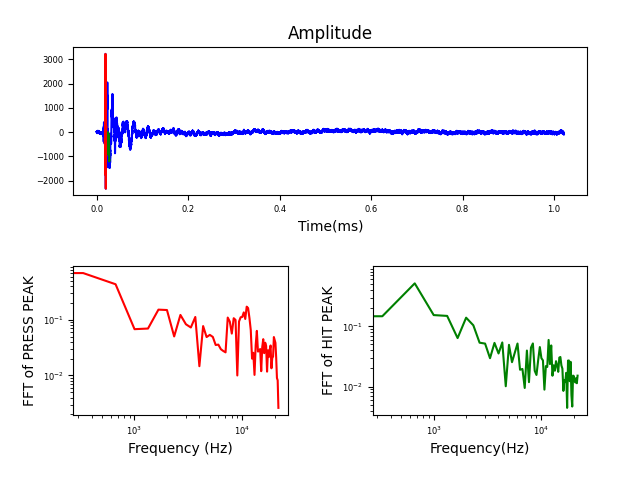 Amplitude
3000
2000
1000
0
−1000
−2000
0.0 0.2 0.4 0.6 0.8 1.0
Time(ms)
FFT of PRESS PEAK
10⁻¹
10⁻²
10³ 10⁴
Frequency (Hz)
FFT of HIT PEAK
10⁻¹
10⁻²
10³ 10⁴
Frequency(Hz)